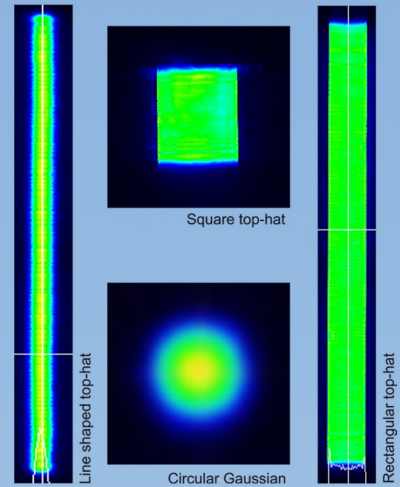 Line shaped top-hat
Square top-hat
Circular Gaussian
Rectangular top-hat